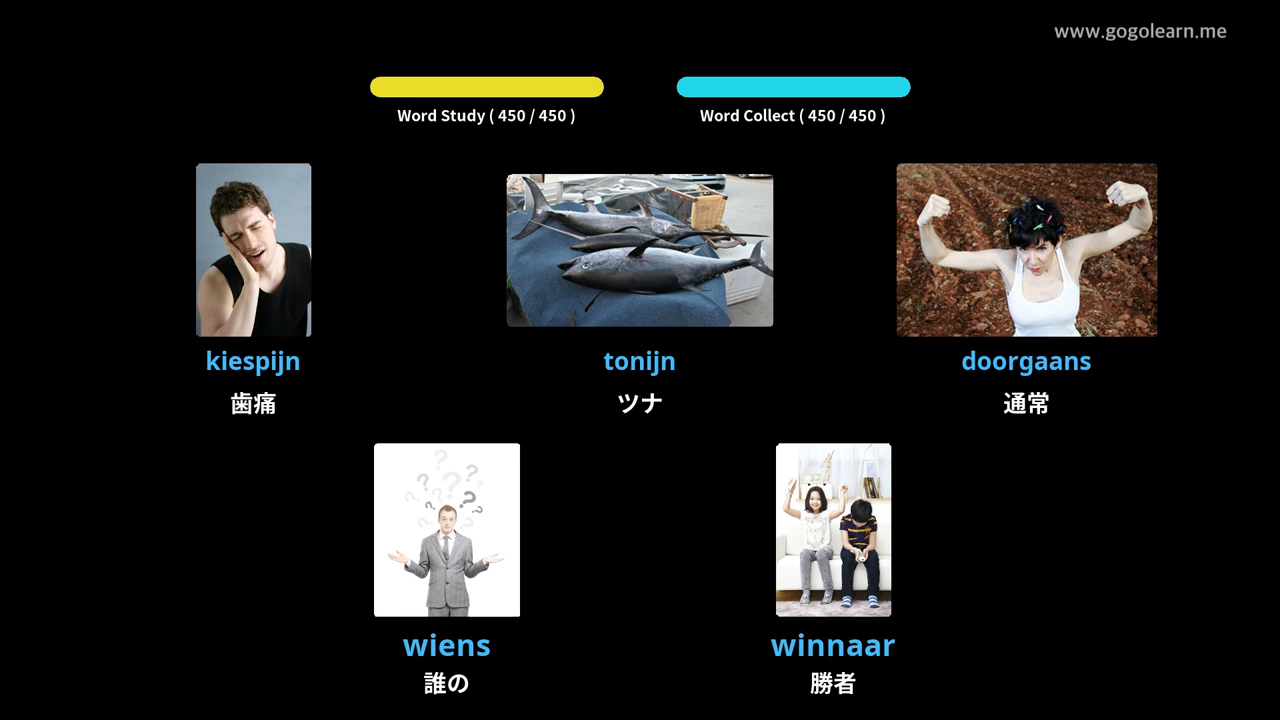 www.gogolearn.me
Word Study ( 450 / 450 )
Word Collect ( 450 / 450 )
kiespijn
歯痛
tonijn
ツナ
doorgaans
通常
wiens
誰の
winnaar
勝者